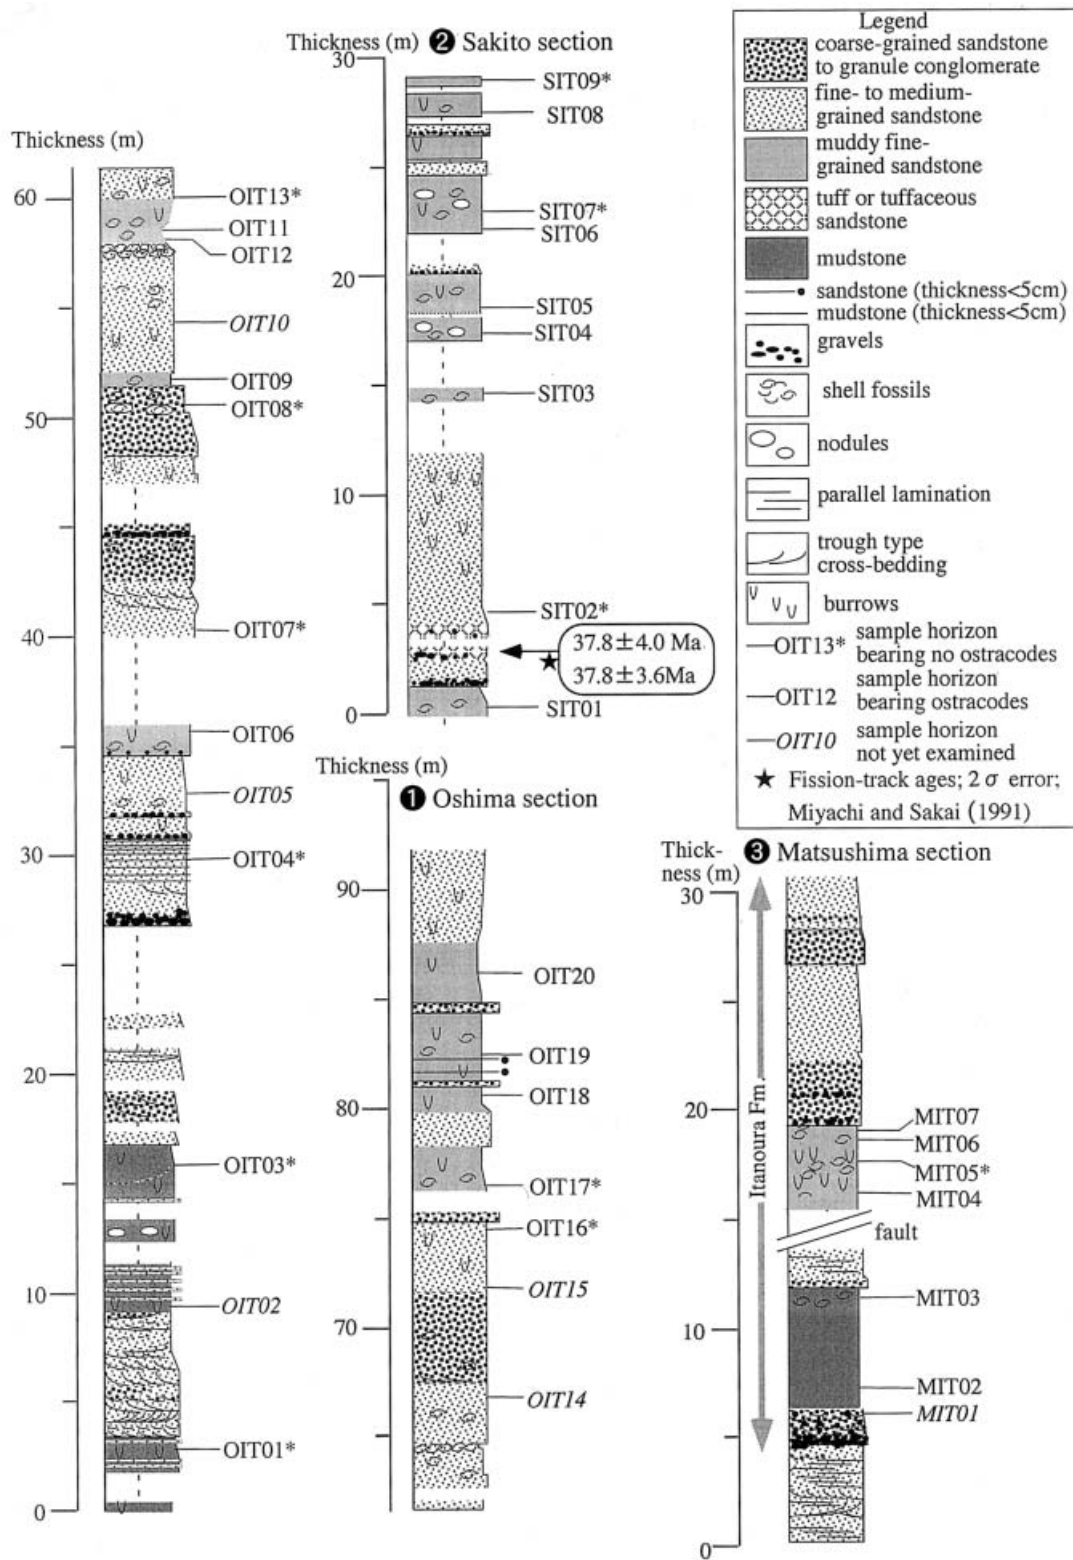 Thickness (m)
60
50
40
30
20
10
0
OIT13*
OIT11
OIT12
OIT10
OIT09
OIT08*
OIT07*
OIT06
OIT05
OIT04*
OIT03*
OIT02
OIT01*
Thickness (m) ❷ Sakito section
30
20
10
0
SIT09*
SIT08
SIT07*
SIT06
SIT05
SIT04
SIT03
SIT02*
37.8±4.0 Ma
★ 37.8±3.6Ma
SIT01
Thickness (m)
❶ Oshima section
90
80
70
OIT20
OIT19
OIT18
OIT17*
OIT16*
OIT15
OIT14
Legend
coarse-grained sandstone
to granule conglomerate
fine- to medium-
grained sandstone
muddy fine-
grained sandstone
tuff or tuffaceous
sandstone
mudstone
sandstone (thickness<5cm)
mudstone (thickness<5cm)
gravels
shell fossils
nodules
parallel lamination
trough type
cross-bedding
burrows
OIT13* sample horizon
bearing no ostracodes
OIT12 sample horizon
bearing ostracodes
OIT10 sample horizon
not yet examined
★ Fission-track ages; 2 σ error;
Miyachi and Sakai (1991)
Thick-
ness (m)
❸ Matsushima section
30
20
10
0
Itanoura Fm.
MIT07
MIT06
MIT05*
MIT04
fault
MIT03
MIT02
MIT01